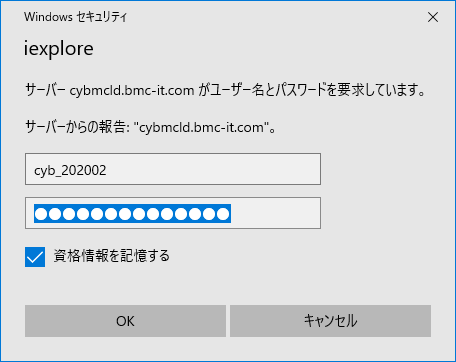 Windows セキュリティ
iexplore
サーバー cybmcld.bmc-it.com がユーザー名とパスワードを要求しています。
サーバーからの報告: "cybmcld.bmc-it.com"。
cyb_202002
●●●●●●●●●●●●●●
資格情報を記憶する
OK
キャンセル